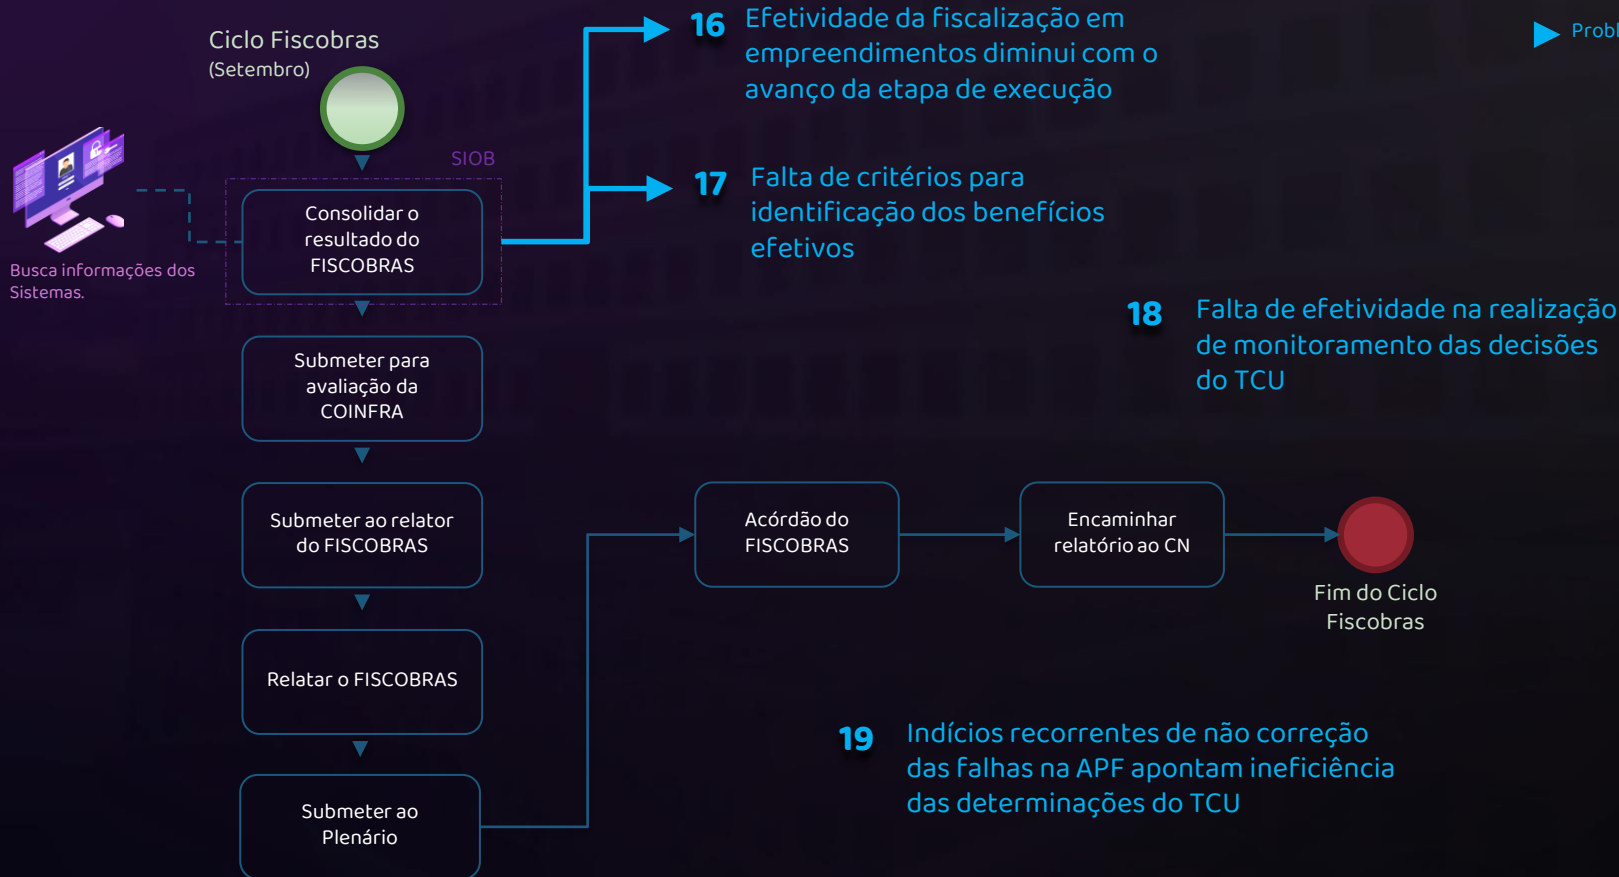 Ciclo Fiscobras
(Setembro)
SIOB
Consolidar o
resultado do
FISCOBRAS
Busca informações dos
Sistemas.
Submeter para
avaliação da
COINFRA
Submeter ao relator
do FISCOBRAS
Relatar o FISCOBRAS
Submeter ao
Plenário
Acórdão do
FISCOBRAS
Encaminhar
relatório ao CN
Fim do Ciclo
Fiscobras
16 Efetividade da fiscalização em
empreendimentos diminui com o
avanço da etapa de execução
17 Falta de critérios para
identificação dos benefícios
efetivos
18 Falta de efetividade na realização
de monitoramento das decisões
do TCU
19 Indícios recorrentes de não correção
das falhas na APF apontam ineficiência
das determinações do TCU